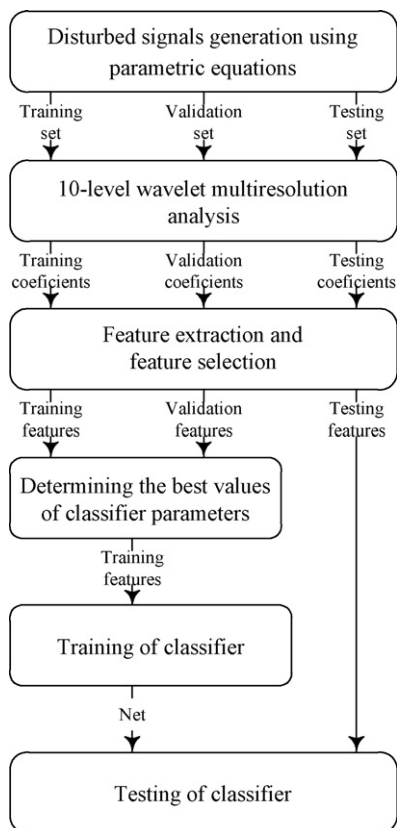 Disturbed signals generation using
parametric equations
Training Validation Testing
set set set
10-level wavelet multiresolution
analysis
Training Validation Testing
coeficients coeficients coeficients
Feature extraction and
feature selection
Training Validation Testing
features features features
Determining the best values
of classifier parameters
Training
features
Training of classifier
Net
Testing of classifier